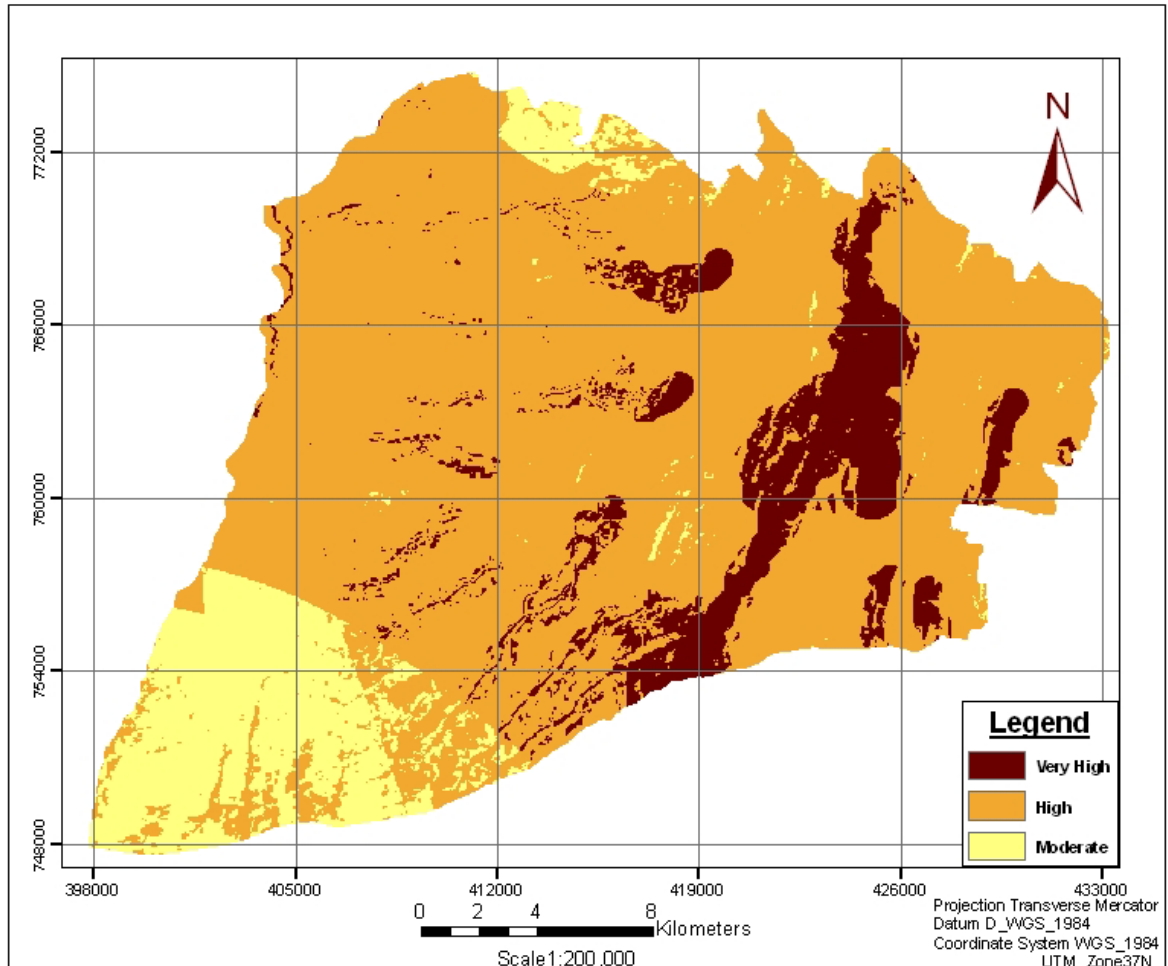 N
772000
766000
760000
754000
748000
398000
405000
412000
419000
426000
433000
Legend
Very High
High
Moderate
0 2 4 8
Kilometers
Scale1:200,000
Projection Transverse Mercator
Datum D_WGS_1984
Coordinate System WGS_1984
UTM_Zone37N